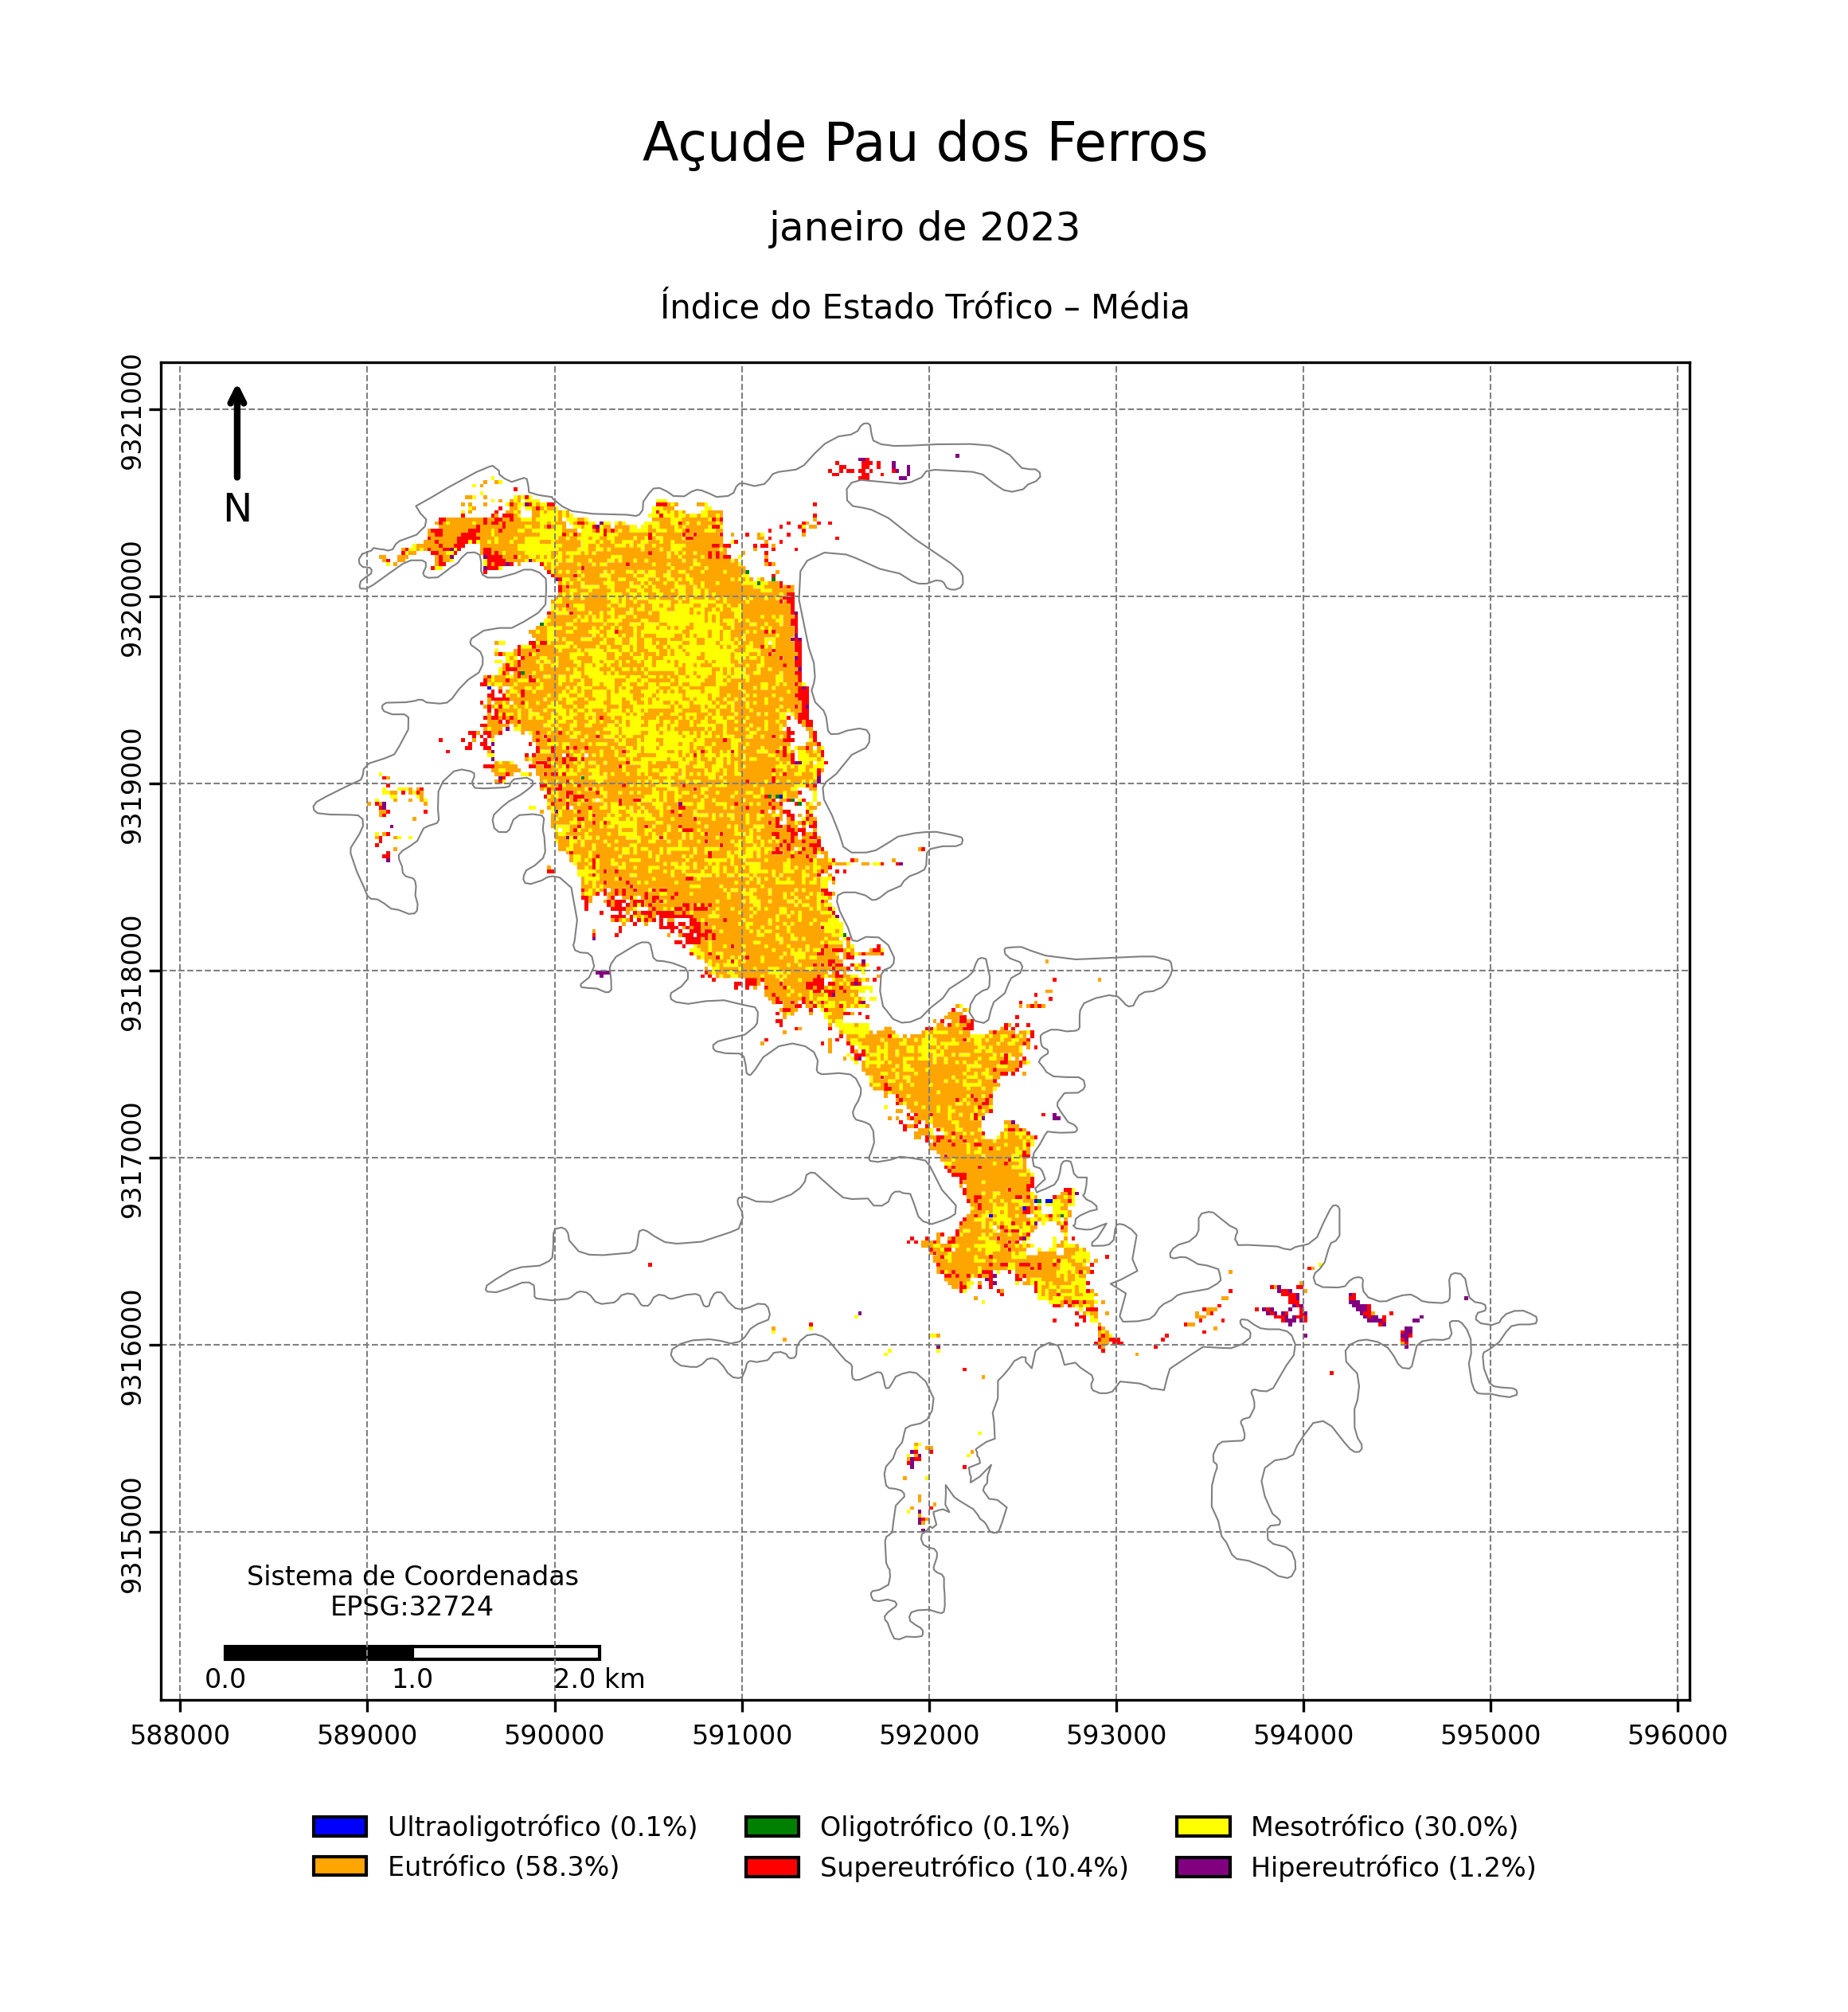 Açude Pau dos Ferros
janeiro de 2023
Índice do Estado Trófico – Média
9321000
9320000
9319000
9318000
9317000
9316000
9315000
N
Sistema de Coordenadas
EPSG:32724
0.0 1.0 2.0 km
588000 589000 590000 591000 592000 593000 594000 595000 596000
Ultraoligotrófico (0.1%) Oligotrófico (0.1%) Mesotrófico (30.0%)
Eutrófico (58.3%) Supereutrófico (10.4%) Hipereutrófico (1.2%)